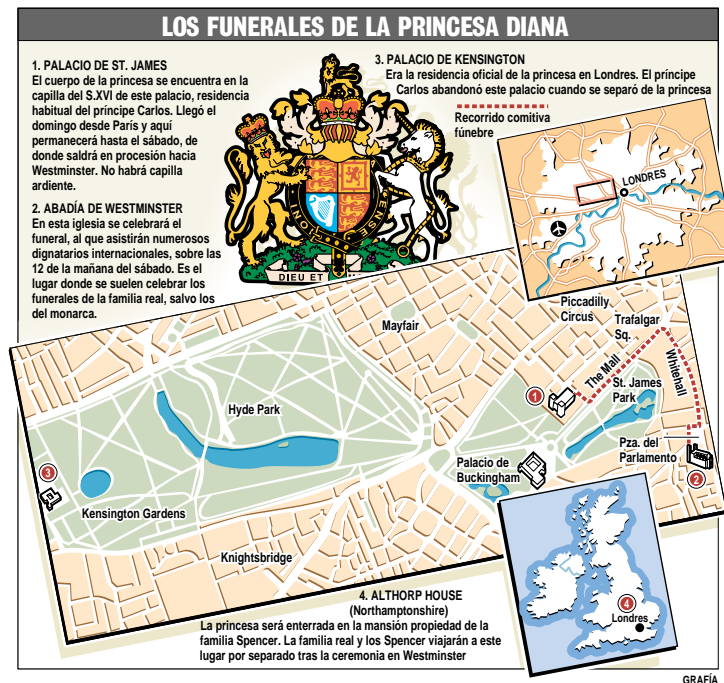 LOS FUNERALES DE LA PRINCESA DIANA
1. PALACIO DE ST. JAMES
El cuerpo de la princesa se encuentra en la
capilla del S.XVI de este palacio, residencia
habitual del príncipe Carlos. Llegó el
domingo desde París y aquí
permanecerá hasta el sábado, de
donde saldrá en procesión hacia
Westminster. No habrá capilla
ardiente.
2. ABADÍA DE WESTMINSTER
En esta iglesia se celebrará el
funeral, al que asistirán numerosos
dignatarios internacionales, sobre las
12 de la mañana del sábado. Es el
lugar donde se suelen celebrar los
funerales de la familia real, salvo los
del monarca.
3. PALACIO DE KENSINGTON
Era la residencia oficial de la princesa en Londres. El príncipe
Carlos abandonó este palacio cuando se separó de la princesa
Recorrido comitiva
fúnebre
LONDRES
DIEU ET
Mayfair
Piccadilly
Circus
Trafalgar
Sq.
The Mall
Whitehall
1
St. James
Park
Hyde Park
Pza. del
Parlamento
2
Palacio de
Buckingham
3
Kensington Gardens
Knightsbridge
4. ALTHORP HOUSE
(Northamptonshire)
La princesa será enterrada en la mansión propiedad de la
familia Spencer. La familia real y los Spencer viajarán a este
lugar por separado tras la ceremonia en Westminster
4
Londres
GRAFÍA